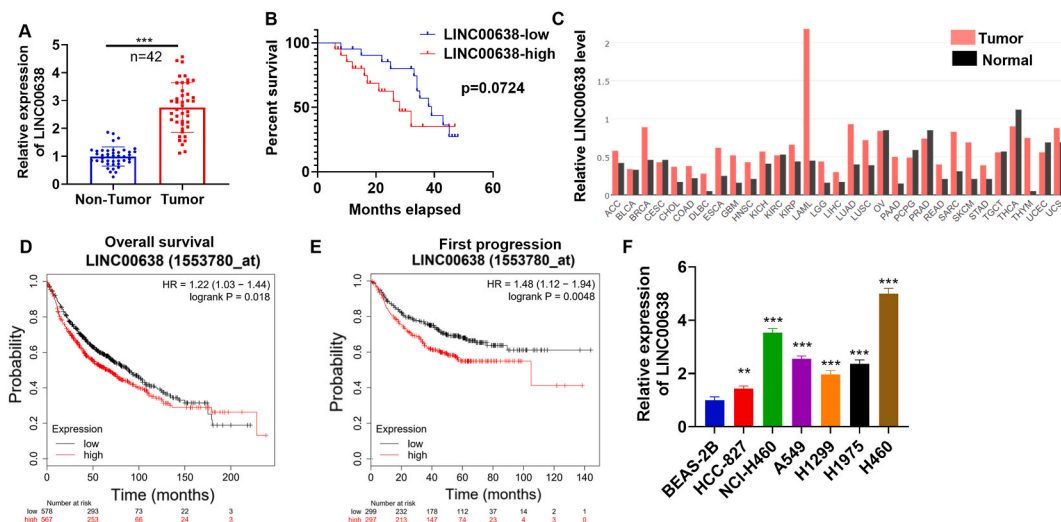 A
Relative expression
of LINC00638
5
4
3
2
1
0
***
n=42
Non-Tumor
Tumor
B
Percent survival
100
50
0
0
20
40
60
LINC00638-low
LINC00638-high
p=0.0724
Months elapsed
C
Relative LINC00638 level
2
1.5
1
0.5
0
Tumor
Normal
ACC
BLCA
BRCA
CESC
CHOL
COAD
DLBC
ESCA
GBM
HNSC
KICH
KIRC
KIRP
LAML
LGG
LIHC
LUAD
LUSC
OV
PAAD
PCPG
PRAD
READ
SARC
SKCM
STAD
TGCT
THCA
THYM
UCEC
UCS
D
Overall survival
LINC00638 (1553780_at)
HR = 1.22 (1.03 − 1.44)
logrank P = 0.018
Probability
1.0
0.8
0.6
0.4
0.2
0.0
Expression
low
high
0
50
100
150
200
Time (months)
Number at risk
low 578 293 73 22 3
high 567 253 66 24 3
E
First progression
LINC00638 (1553780_at)
HR = 1.48 (1.12 − 1.94)
logrank P = 0.0048
Probability
1.0
0.8
0.6
0.4
0.2
0.0
Expression
low
high
0 20 40 60 80 100 120 140
Time (months)
Number at risk
low 299 232 178 112 37 14 2 1
high 297 213 147 74 23 4 3 0
F
Relative expression
of LINC00638
6
4
2
0
**
***
***
***
***
***
BEAS-2B
HCC-827
NCI-H460
A549
H1299
H1975
H460